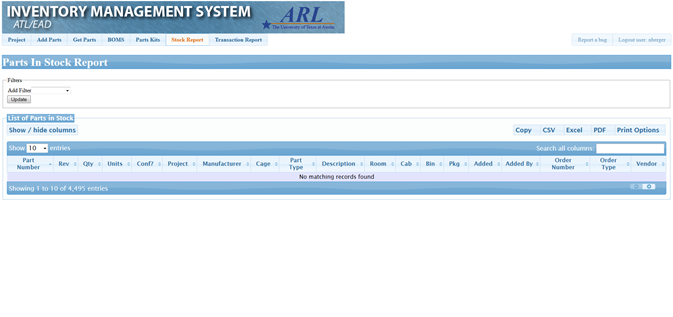 INVENTORY MANAGEMENT SYSTEM
ATL/EAD
ARL
The University of Texas at Austin
Project Add Parts Get Parts BOMS Parts Kits Stock Report Transaction Report Report a bug Logout user: nberger
Parts In Stock Report
Filters
Add Filter
Update
List of Parts in Stock
Show / hide columns Copy CSV Excel PDF Print Options
Show 10 entries Search all columns:
Part Number Rev Qty Units Conf? Project Manufacturer Cage Part Type Description Room Cab Bin Pkg Added Added By Order Number Order Type Vendor
No matching records found
Showing 1 to 10 of 4,495 entries